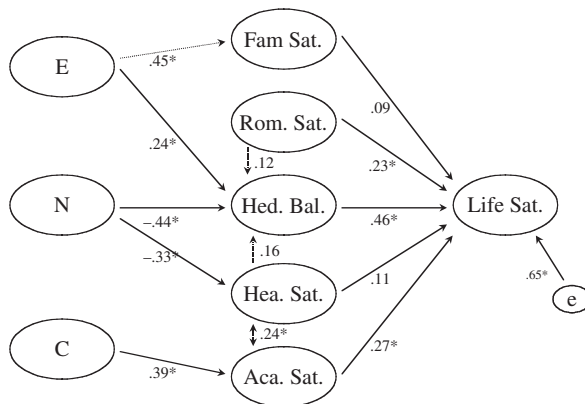 Fam Sat.
E
.45*
.09
Rom. Sat.
.24*
.12
.23*
N
–.44*
Hed. Bal.
.46*
Life Sat.
–.33*
.16
.65*
Hea. Sat.
.11
e
.24*
C
.39*
Aca. Sat.
.27*